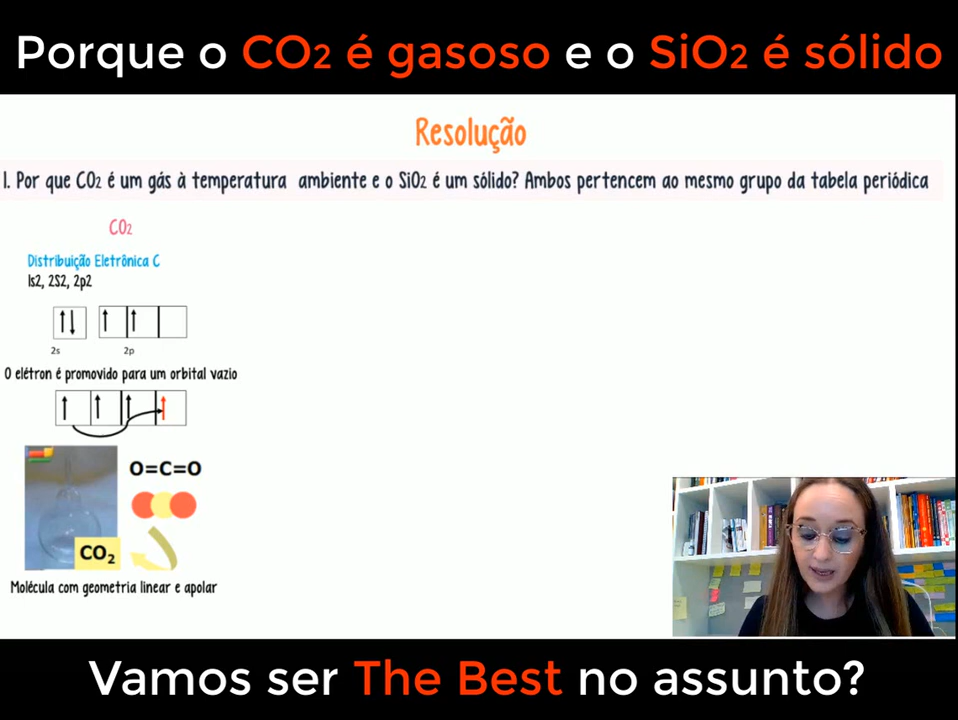 Porque o CO2 é gasoso e o SiO2 é sólido
Resolução
1. Por que CO2 é um gás à temperatura ambiente e o SiO2 é um sólido? Ambos pertencem ao mesmo grupo da tabela periódica
CO2
Distribuição Eletrônica C
1s2, 2S2, 2p2
2s 2p
O elétron é promovido para um orbital vazio
O=C=O
CO2
Molécula com geometria linear e apolar
Vamos ser The Best no assunto?